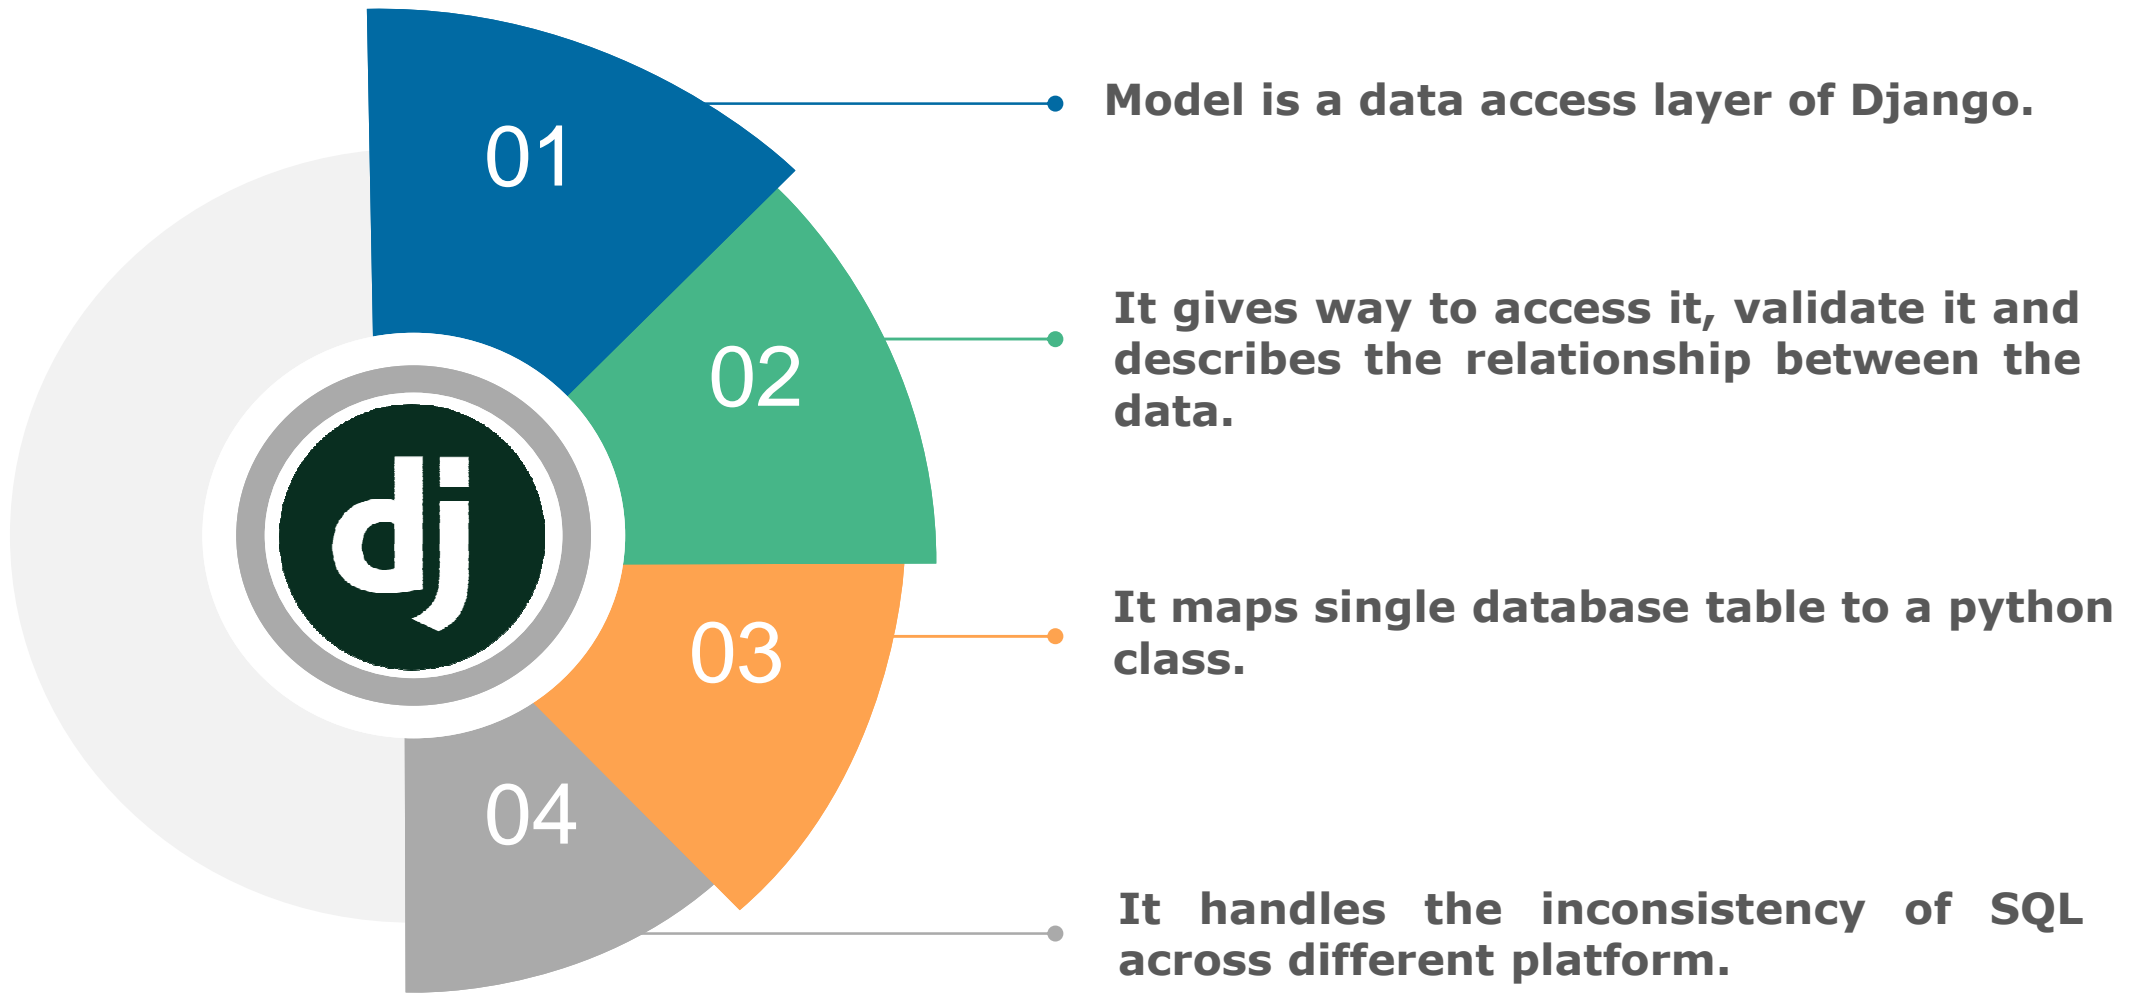 01
Model is a data access layer of Django.
02
It gives way to access it, validate it and
describes the relationship between the
data.
dj
03
It maps single database table to a python
class.
04
It handles the inconsistency of SQL
across different platform.